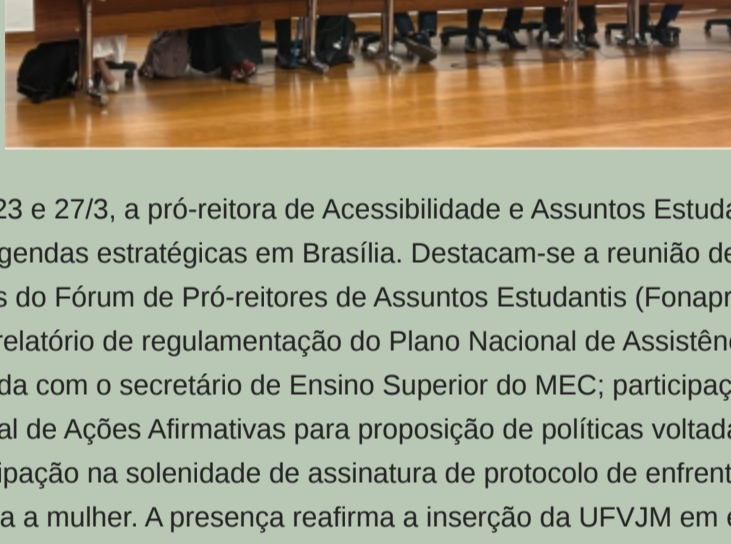 23 e 27/3, a pró-reitora de Acessibilidade e Assuntos Estuda
gendas estratégicas em Brasília. Destacam-se a reunião de
s do Fórum de Pró-reitores de Assuntos Estudantis (Fonapr
relatório de regulamentação do Plano Nacional de Assistên
da com o secretário de Ensino Superior do MEC; participaç
al de Ações Afirmativas para proposição de políticas voltada
ipação na solenidade de assinatura de protocolo de enfrent
a a mulher. A presença reafirma a inserção da UFVJM em e